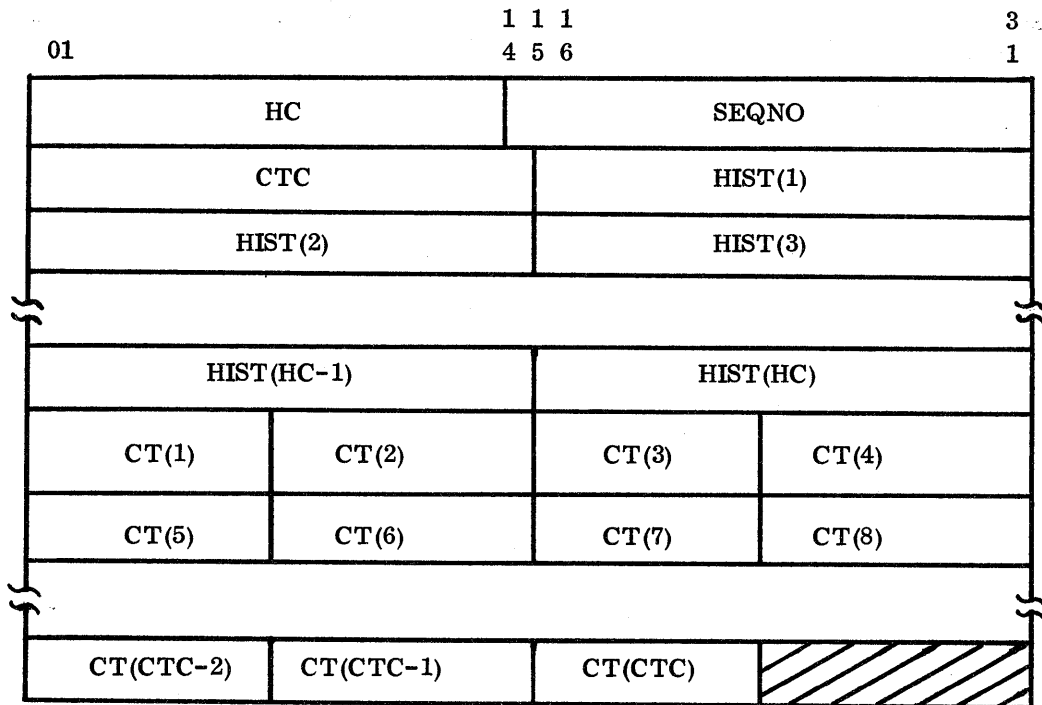 1 1 1 3
01 4 5 6 1
HC SEQNO
CTC HIST(1)
HIST(2) HIST(3)
HIST(HC-1) HIST(HC)
CT(1) CT(2) CT(3) CT(4)
CT(5) CT(6) CT(7) CT(8)
CT(CTC-2) CT(CTC-1) CT(CTC)